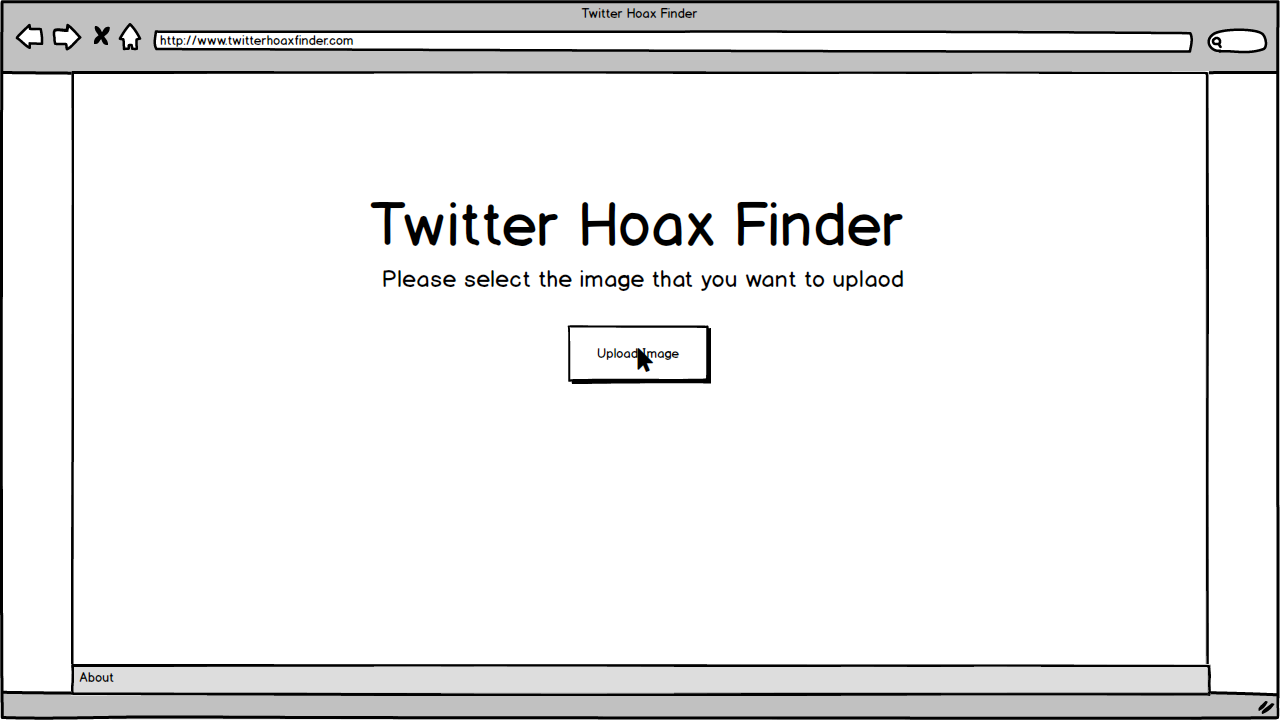 Twitter Hoax Finder
http://www.twitterhoaxfinder.com
Twitter Hoax Finder
Please select the image that you want to uplaod
Upload Image
About